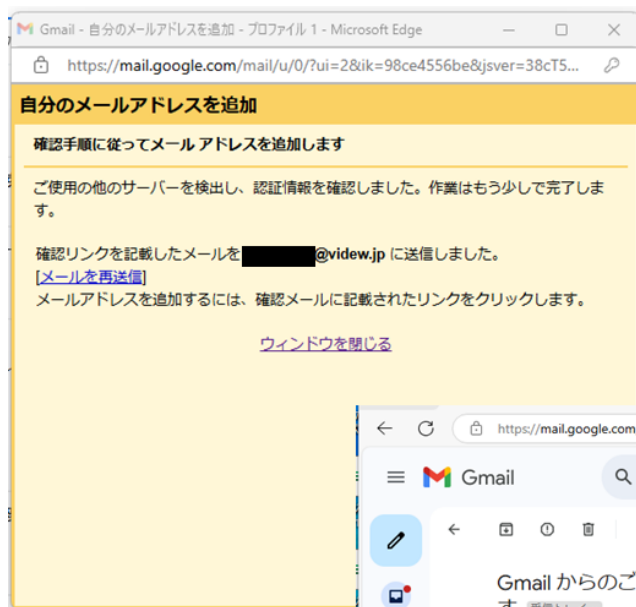 Gmail - 自分のメールアドレスを追加 - プロファイル 1 - Microsoft Edge
https://mail.google.com/mail/u/0/?ui=2&ik=98ce4556be&jsver=38cT5...
自分のメールアドレスを追加
確認手順に従ってメール アドレスを追加します
ご使用の他のサーバーを検出し、認証情報を確認しました。作業はもう少しで完了しま
す。
確認リンクを記載したメールを @videw.jp に送信しました。
[メールを再送信]
メールアドレスを追加するには、確認メールに記載されたリンクをクリックします。
ウィンドウを閉じる
https://mail.google.com
Gmail
Gmail からのご
す